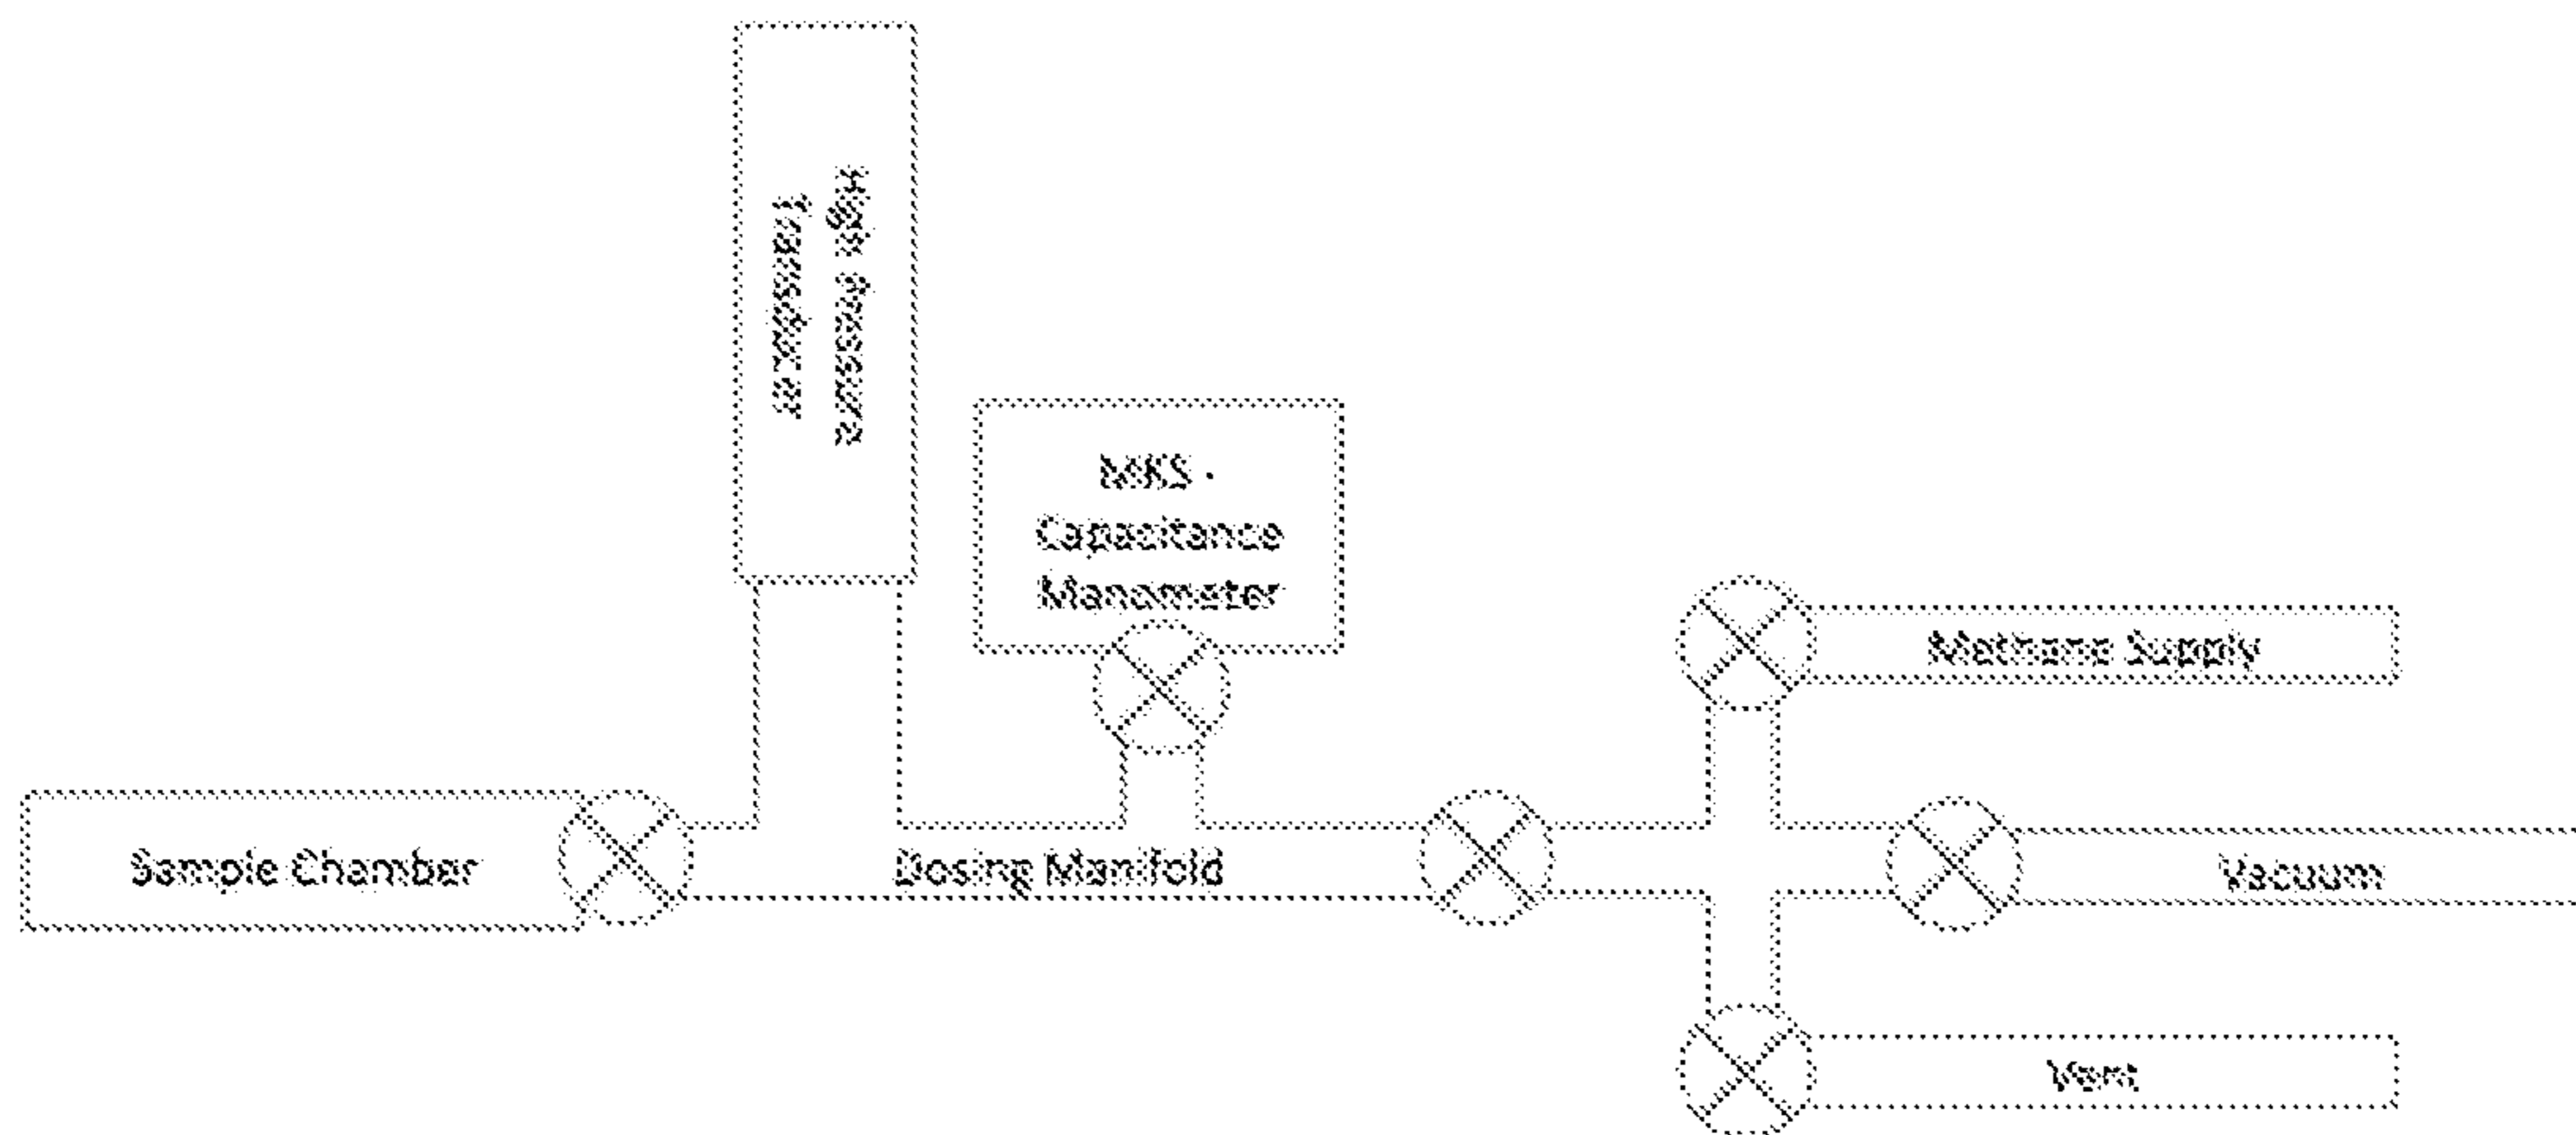 High Pressure
Transducer
MKS -
Capacitance
Manometer
Methane Supply
Sample Chamber
Dosing Manifold
Vacuum
Vent